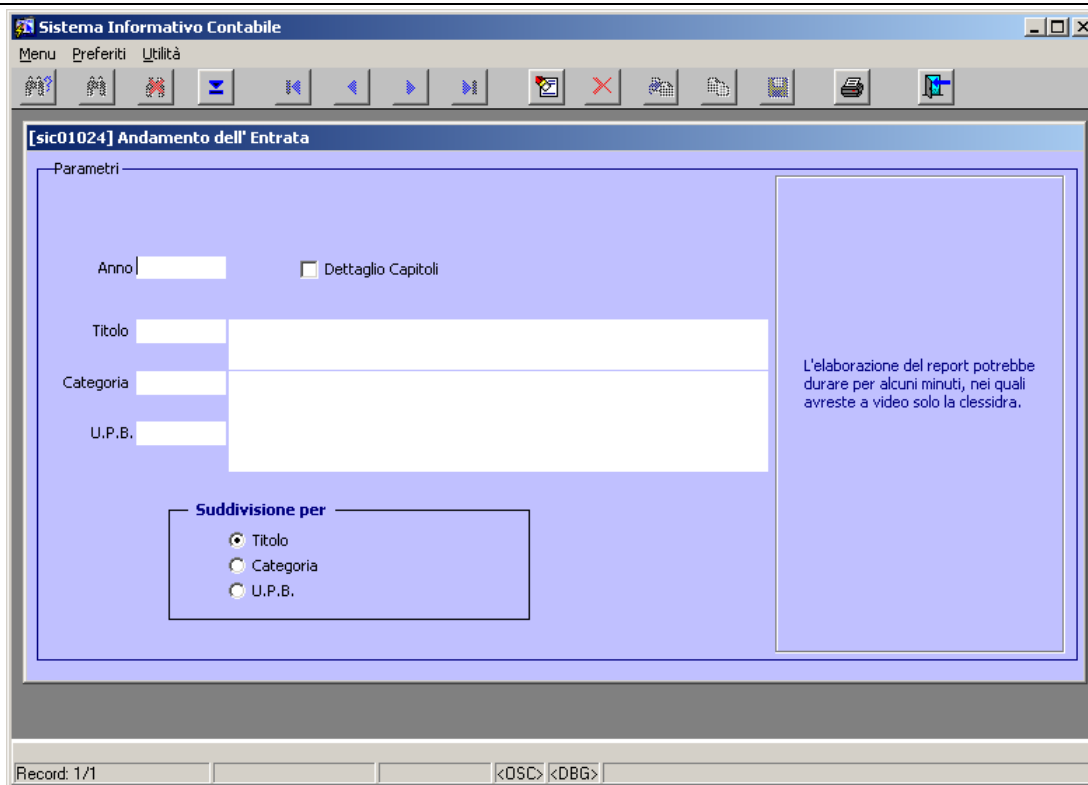 Sistema Informativo Contabile
Menu Preferiti Utilità
[sic01024] Andamento dell' Entrata
Parametri
Anno
Dettaglio Capitoli
Titolo
Categoria
U.P.B.
L'elaborazione del report potrebbe
durare per alcuni minuti, nei quali
avreste a video solo la clessidra.
Suddivisione per
Titolo
Categoria
U.P.B.
Record: 1/1
<OSC> <DBG>